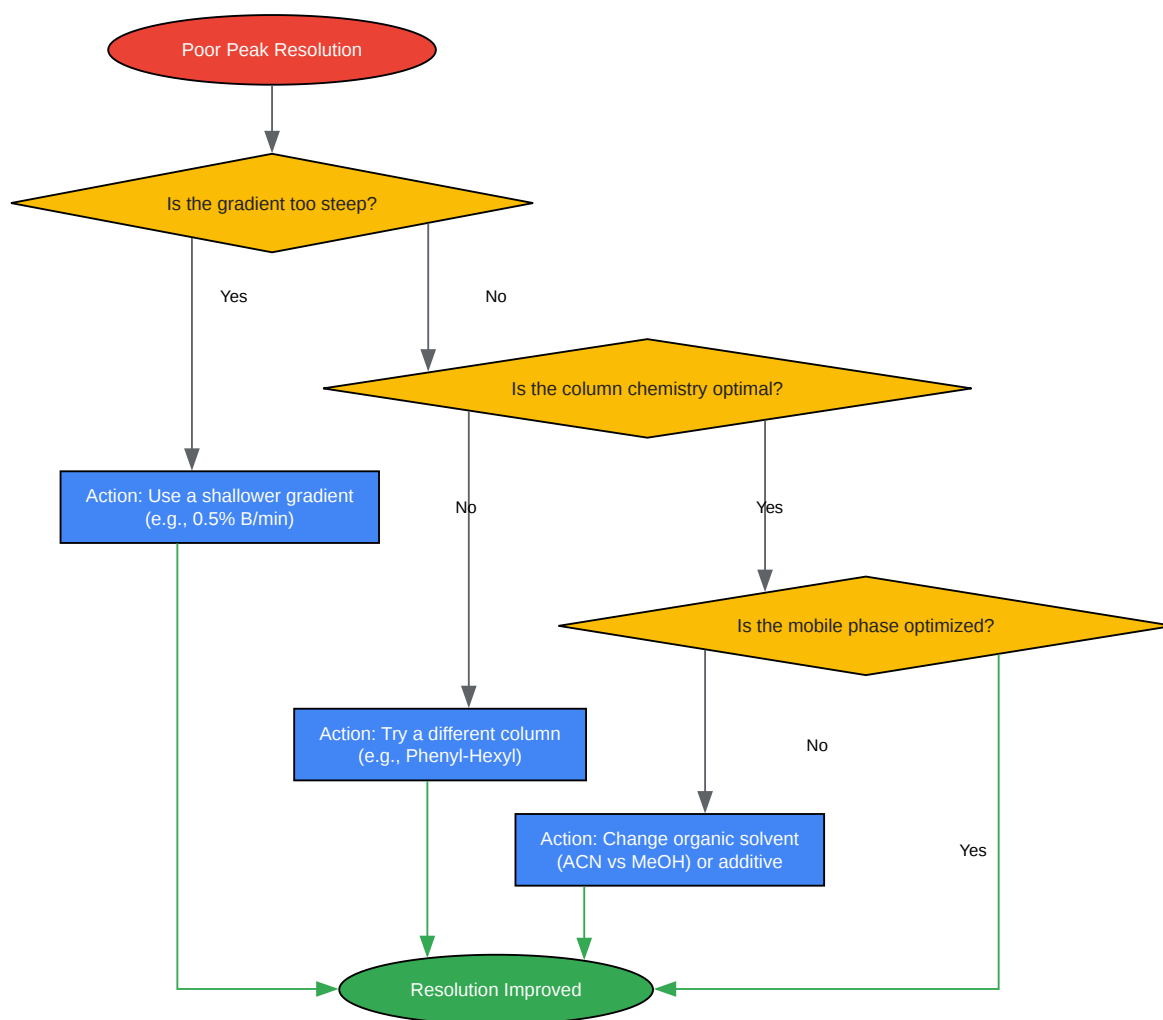 Poor Peak Resolution
Is the gradient too steep?
Yes
No
Is the column chemistry optimal?
Action: Use a shallower gradient
(e.g., 0.5% B/min)
No
Yes
Is the mobile phase optimized?
Action: Try a different column
(e.g., Phenyl-Hexyl)
No
Action: Change organic solvent
(ACN vs MeOH) or additive
Yes
Resolution Improved